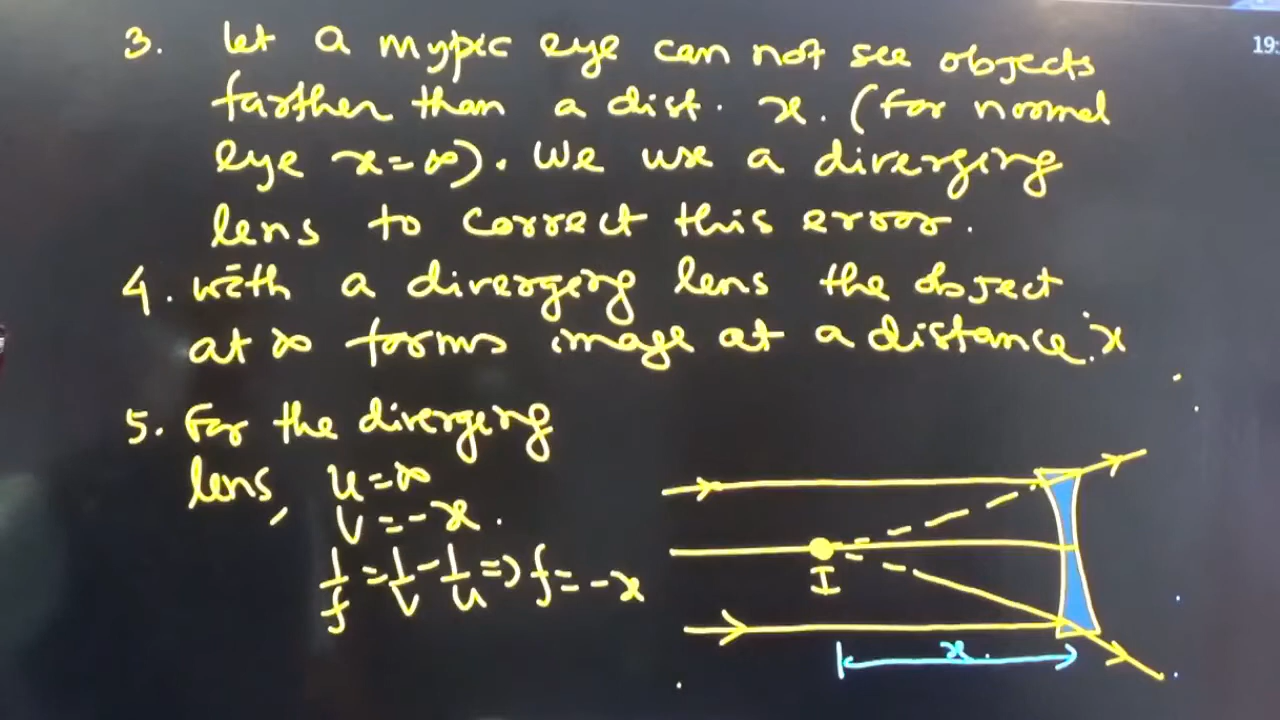 19:
3. Let a mypic eye can not see objects
farther than a dist. x. (for normal
eye x=∞). We use a diverging
lens to correct this error.
4. with a diverging lens the object
at ∞ forms image at a distance x
5. For the diverging
lens, u=∞
v=-x.
1/f = 1/v - 1/u => f=-x
I
x